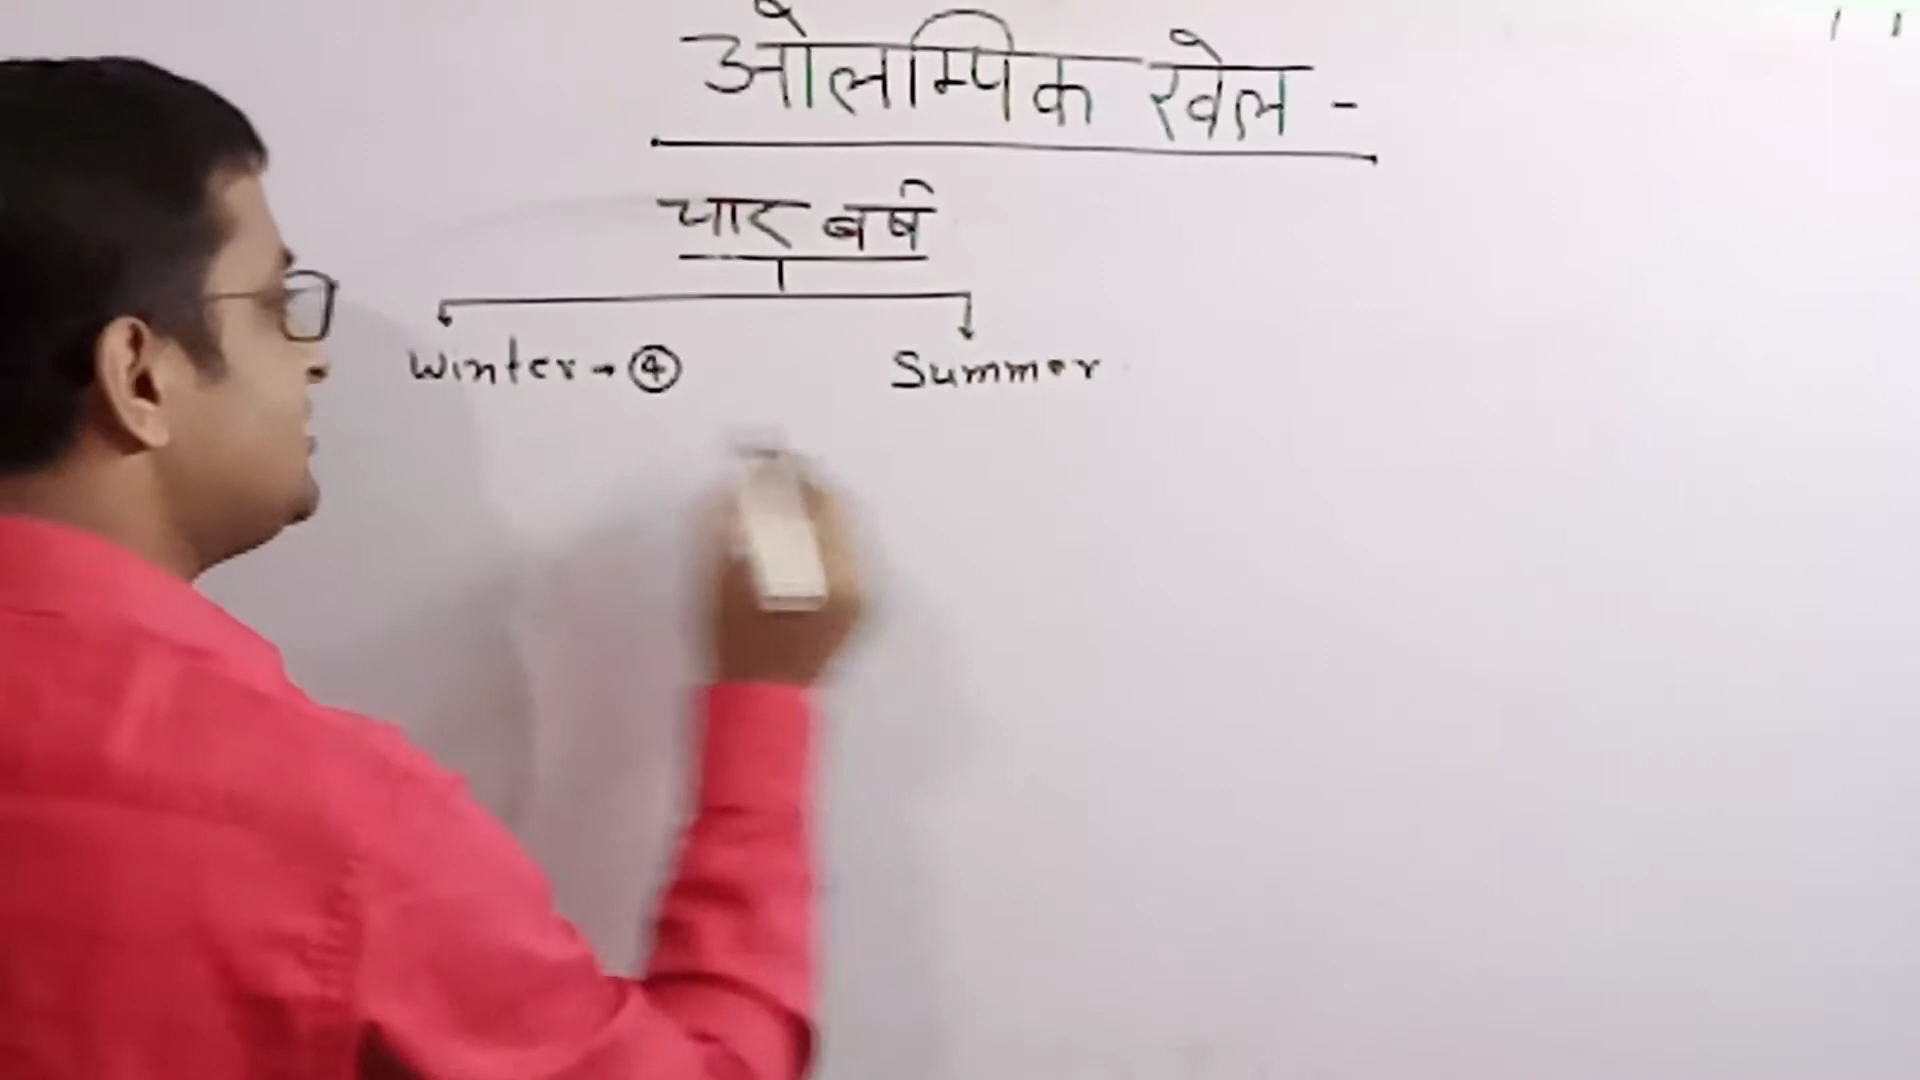 ओलम्पिक खेल -
चार बर्ष
Winter → ④ Summer